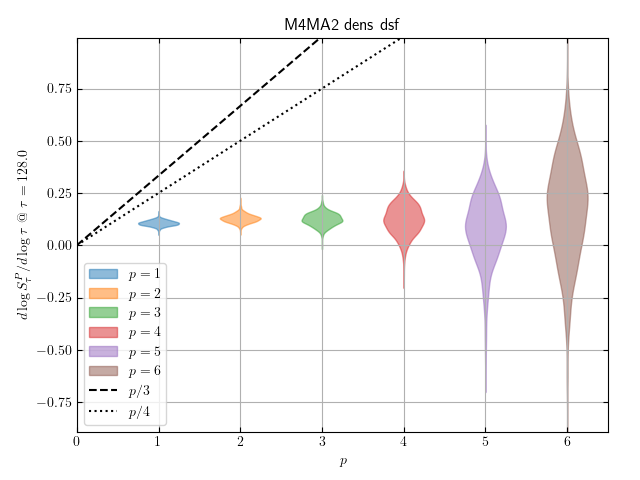 M4MA2 dens dsf
d log S_τ^P / d log τ @ τ = 128.0
0.75
0.50
0.25
0.00
−0.25
−0.50
−0.75
p = 1
p = 2
p = 3
p = 4
p = 5
p = 6
p/3
p/4
0 1 2 3 4 5 6
p